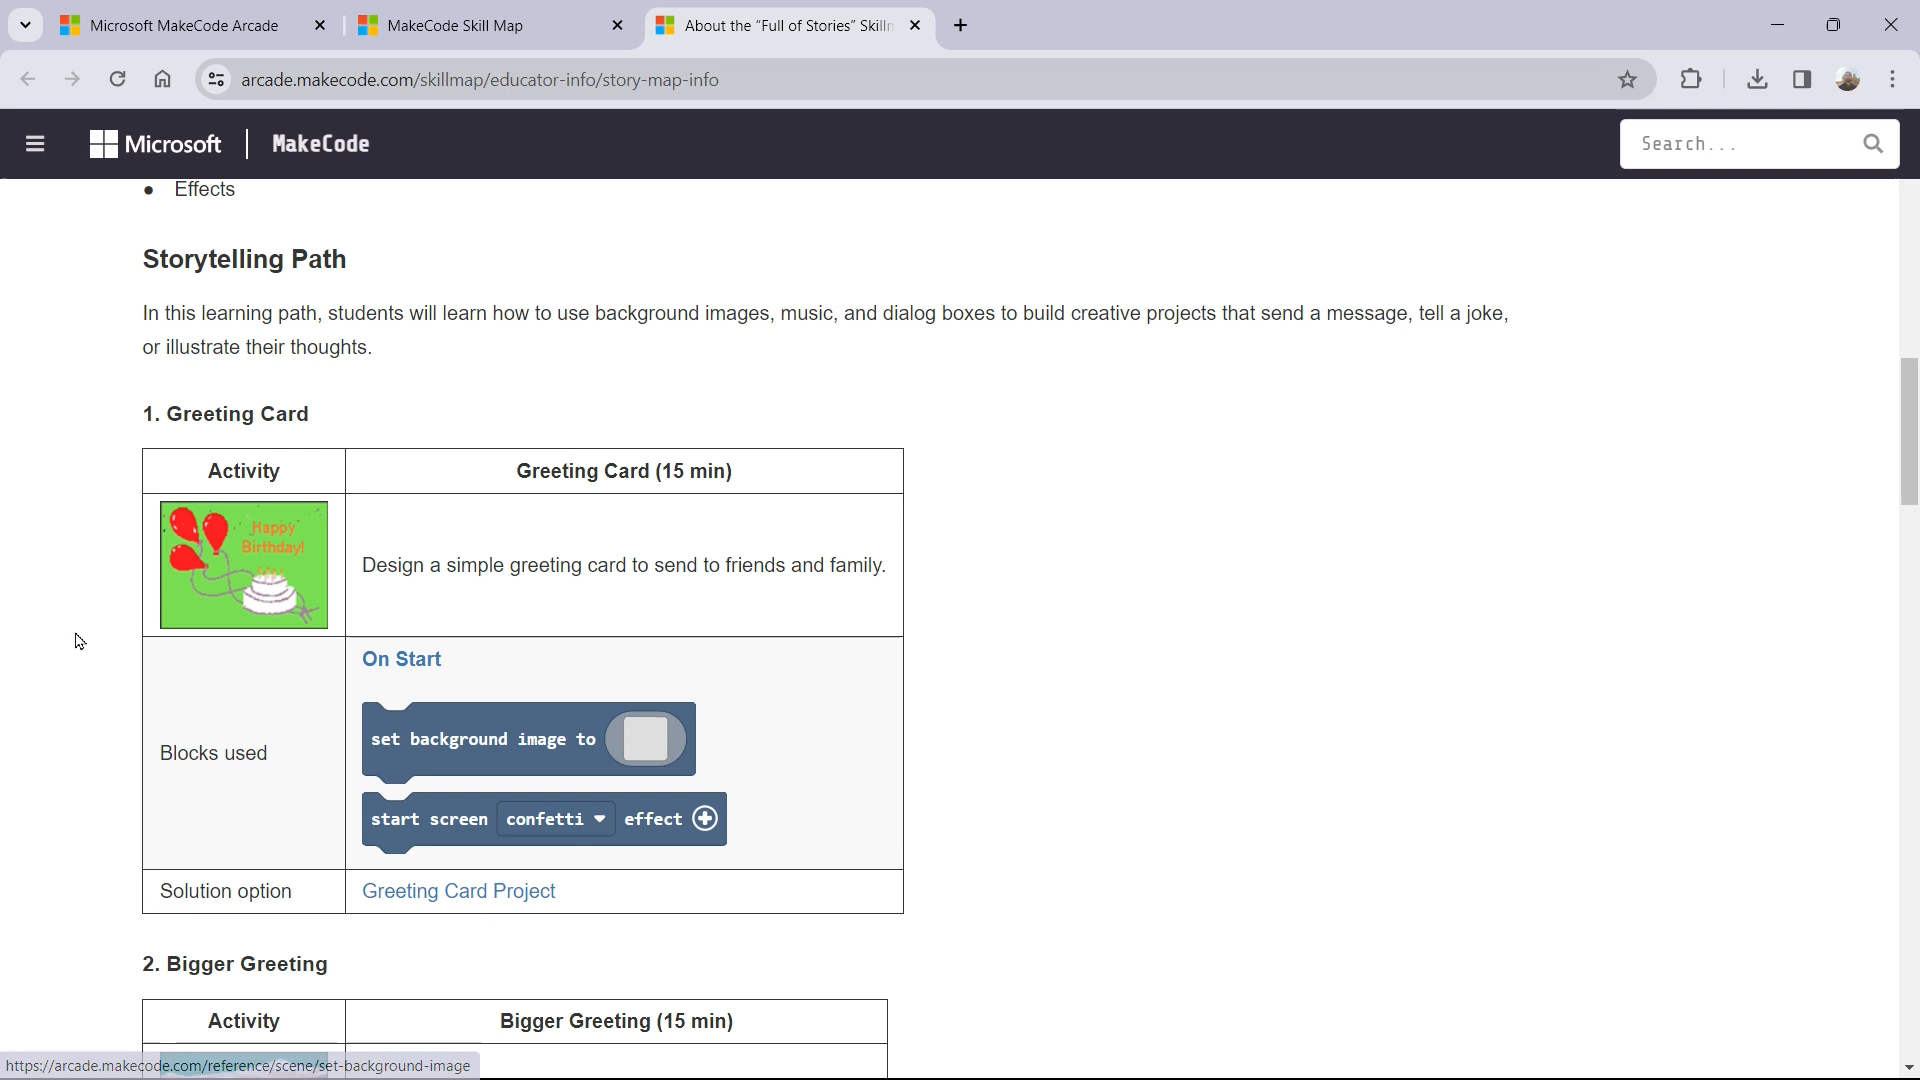 Microsoft MakeCode Arcade
MakeCode Skill Map
About the "Full of Stories" Skillm
arcade.makecode.com/skillmap/educator-info/story-map-info
Microsoft | MakeCode
Search...
Effects
Storytelling Path
In this learning path, students will learn how to use background images, music, and dialog boxes to build creative projects that send a message, tell a joke,
or illustrate their thoughts.
1. Greeting Card
Activity
Greeting Card (15 min)
Happy
Birthday!
Design a simple greeting card to send to friends and family.
Blocks used
On Start
set background image to
start screen confetti effect
Solution option
Greeting Card Project
2. Bigger Greeting
Activity
Bigger Greeting (15 min)
https://arcade.makecode.com/reference/scene/set-background-image